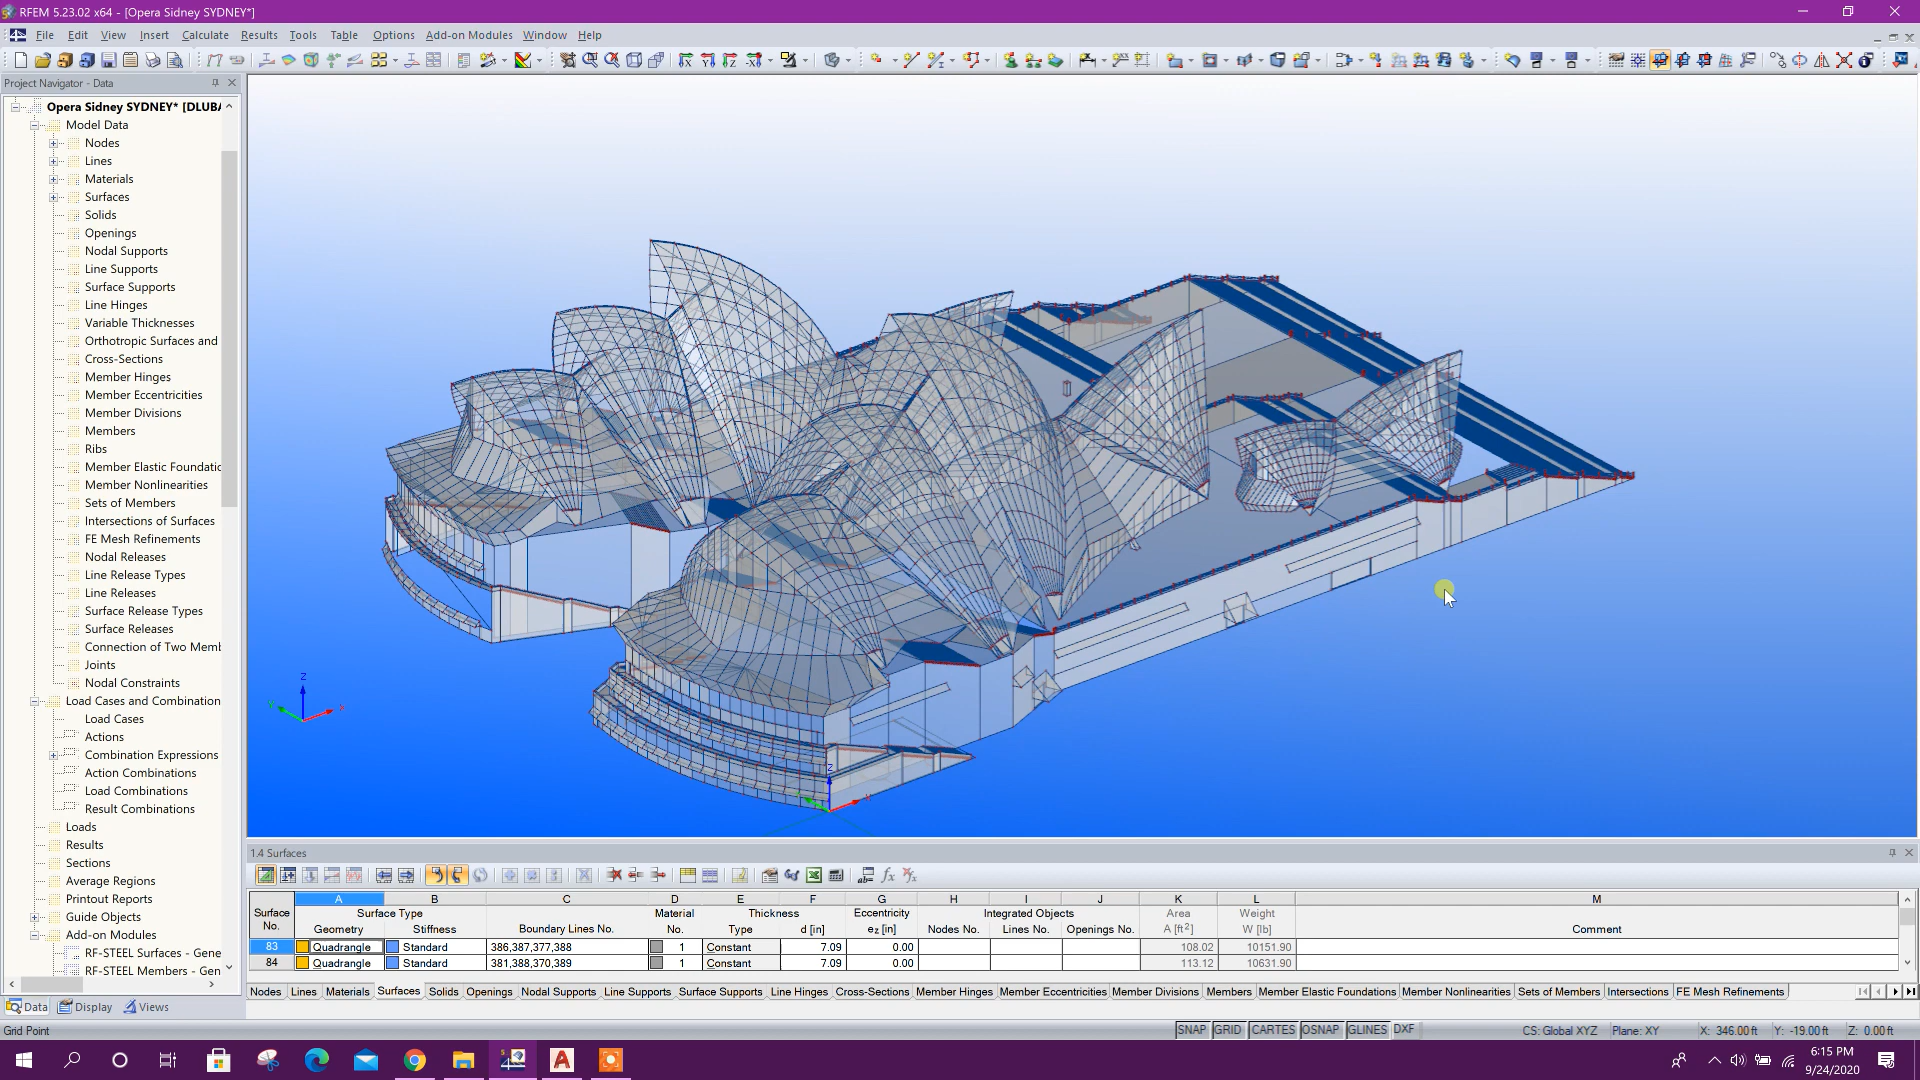 RFEM 5.23.02 x64 - [Opera Sidney SYDNEY*]
File Edit View Insert Calculate Results Tools Table Options Add-on Modules Window Help
Project Navigator - Data
Opera Sidney SYDNEY* [DLUBA
Model Data
Nodes
Lines
Materials
Surfaces
Solids
Openings
Nodal Supports
Line Supports
Surface Supports
Line Hinges
Variable Thicknesses
Orthotropic Surfaces and
Cross-Sections
Member Hinges
Member Eccentricities
Member Divisions
Members
Ribs
Member Elastic Foundatic
Member Nonlinearities
Sets of Members
Intersections of Surfaces
FE Mesh Refinements
Nodal Releases
Line Release Types
Line Releases
Surface Release Types
Surface Releases
Connection of Two Memb
Joints
Nodal Constraints
Load Cases and Combination
Load Cases
Actions
Combination Expressions
Action Combinations
Load Combinations
Result Combinations
Loads
Results
Sections
Average Regions
Printout Reports
Guide Objects
Add-on Modules
RF-STEEL Surfaces - Gene
RF-STEEL Members - Gen
Data Display Views
Z
Y X
Z
X
1.4 Surfaces
A B C D E F G H I J K L M
Surface No. Surface Type Material Thickness Eccentricity Integrated Objects Area Weight
Geometry Stiffness Boundary Lines No. No. Type d [in] ez [in] Nodes No. Lines No. Openings No. A [ft²] W [lb] Comment
83 Quadrangle Standard 386,387,377,388 1 Constant 7.09 0.00 108.02 10151.90
84 Quadrangle Standard 381,388,370,389 1 Constant 7.09 0.00 113.12 10631.90
Nodes Lines Materials Surfaces Solids Openings Nodal Supports Line Supports Surface Supports Line Hinges Cross-Sections Member Hinges Member Eccentricities Member Divisions Members Member Elastic Foundations Member Nonlinearities Sets of Members Intersections FE Mesh Refinements
Grid Point SNAP GRID CARTES OSNAP GLINES DXF CS: Global XYZ Plane: XY X: 346.00 ft Y: -19.00 ft Z: 0.00 ft
6:15 PM
9/24/2020